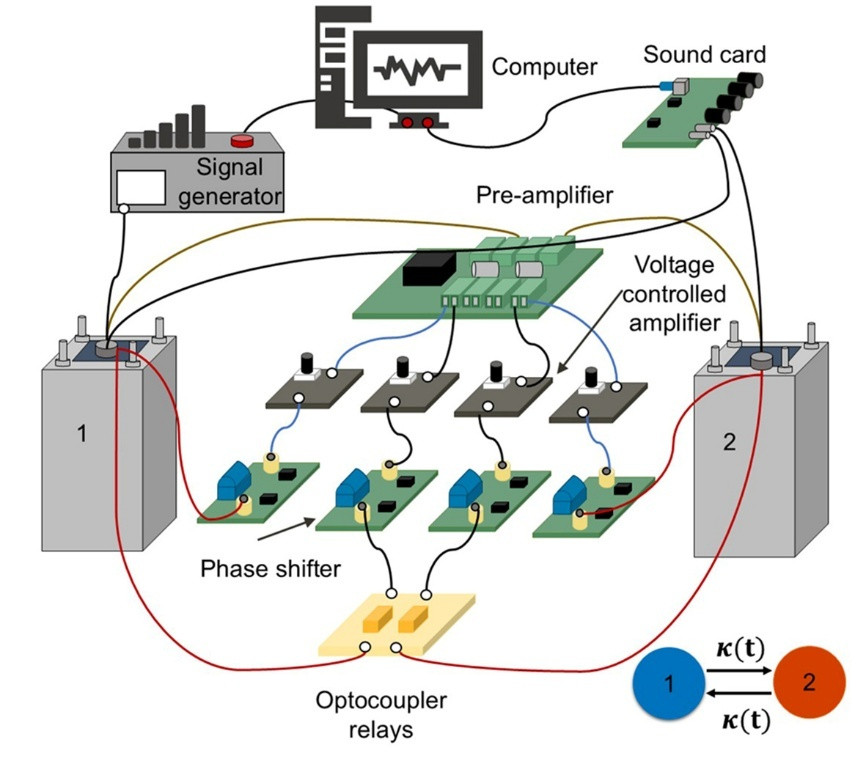 Computer
Sound card
Signal
generator
Pre-amplifier
Voltage
controlled
amplifier
1
2
Phase shifter
Optocoupler
relays
κ(t)
1
2
κ(t)